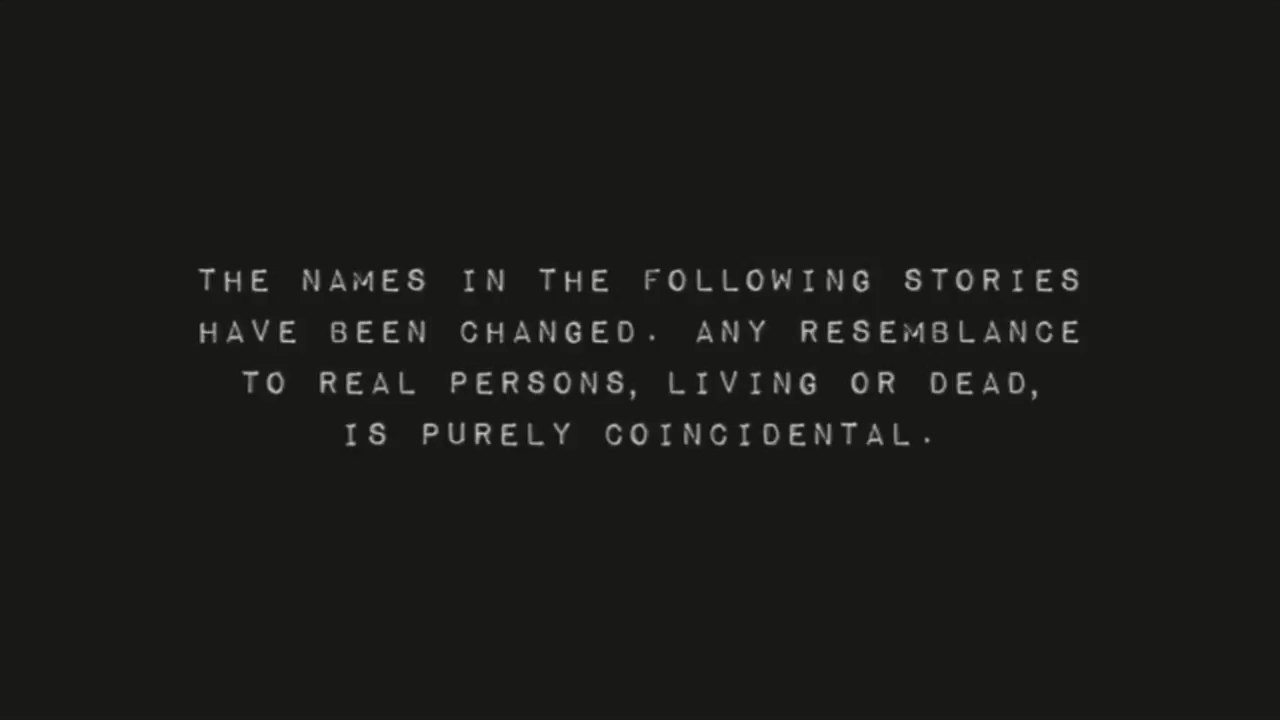 THE NAMES IN THE FOLLOWING STORIES
HAVE BEEN CHANGED. ANY RESEMBLANCE
TO REAL PERSONS, LIVING OR DEAD,
IS PURELY COINCIDENTAL.